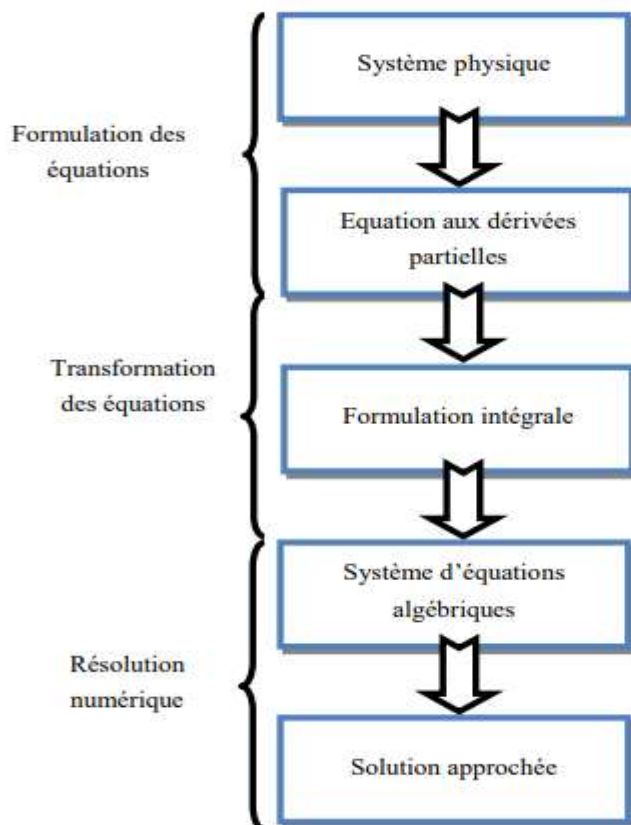 Système physique
Formulation des
équations
Equation aux dérivées
partielles
Transformation
des équations
Formulation intégrale
Système d'équations
algébriques
Résolution
numérique
Solution approchée